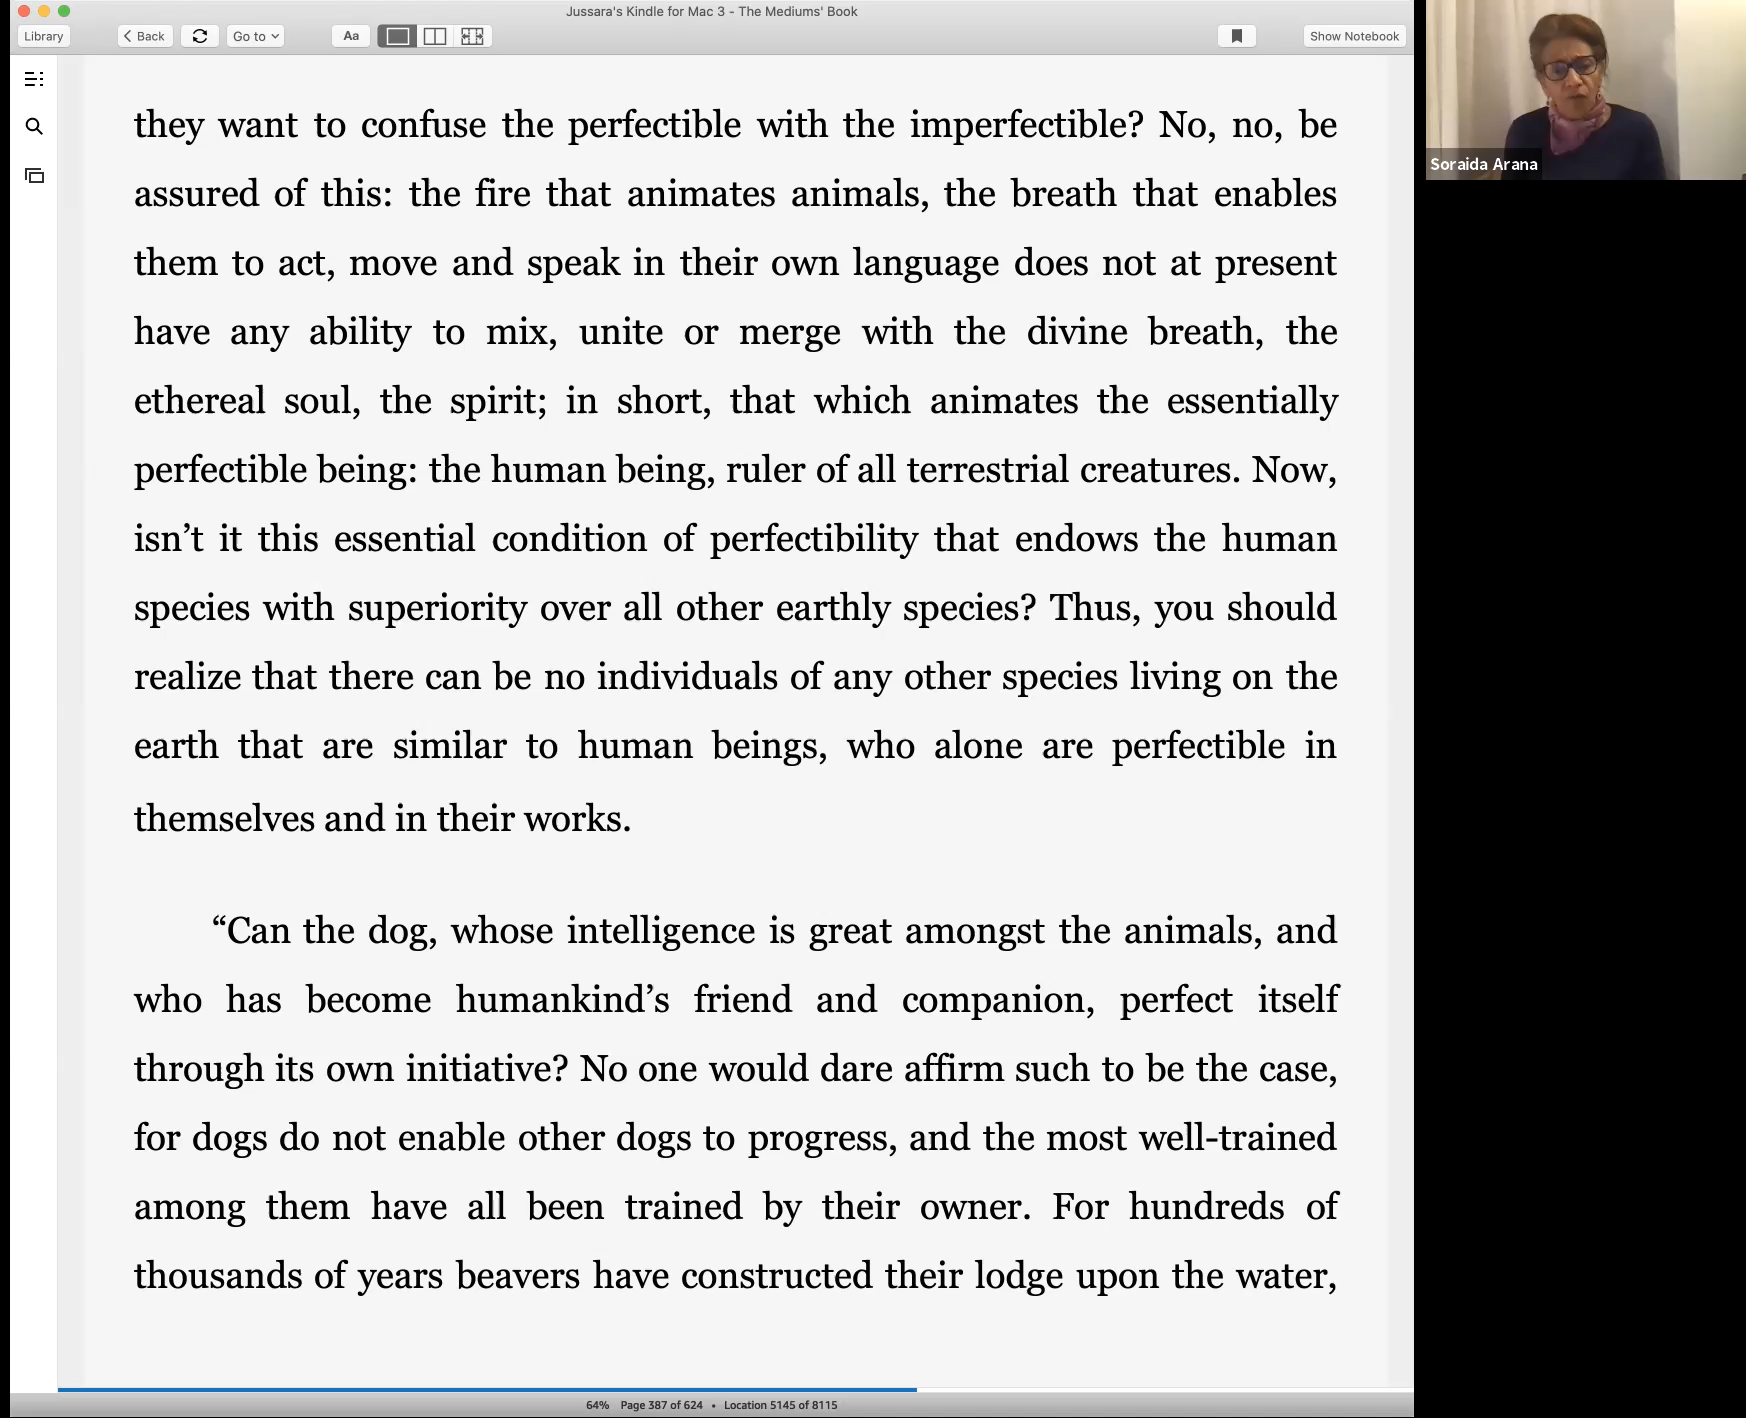 Jussara's Kindle for Mac 3 - The Mediums' Book
Library
Back
Go to
Aa
Show Notebook
they want to confuse the perfectible with the imperfectible? No, no, be
assured of this: the fire that animates animals, the breath that enables
them to act, move and speak in their own language does not at present
have any ability to mix, unite or merge with the divine breath, the
ethereal soul, the spirit; in short, that which animates the essentially
perfectible being: the human being, ruler of all terrestrial creatures. Now,
isn’t it this essential condition of perfectibility that endows the human
species with superiority over all other earthly species? Thus, you should
realize that there can be no individuals of any other species living on the
earth that are similar to human beings, who alone are perfectible in
themselves and in their works.
“Can the dog, whose intelligence is great amongst the animals, and
who has become humankind’s friend and companion, perfect itself
through its own initiative? No one would dare affirm such to be the case,
for dogs do not enable other dogs to progress, and the most well-trained
among them have all been trained by their owner. For hundreds of
thousands of years beavers have constructed their lodge upon the water,
64% Page 387 of 624 • Location 5145 of 8115
Soraida Arana